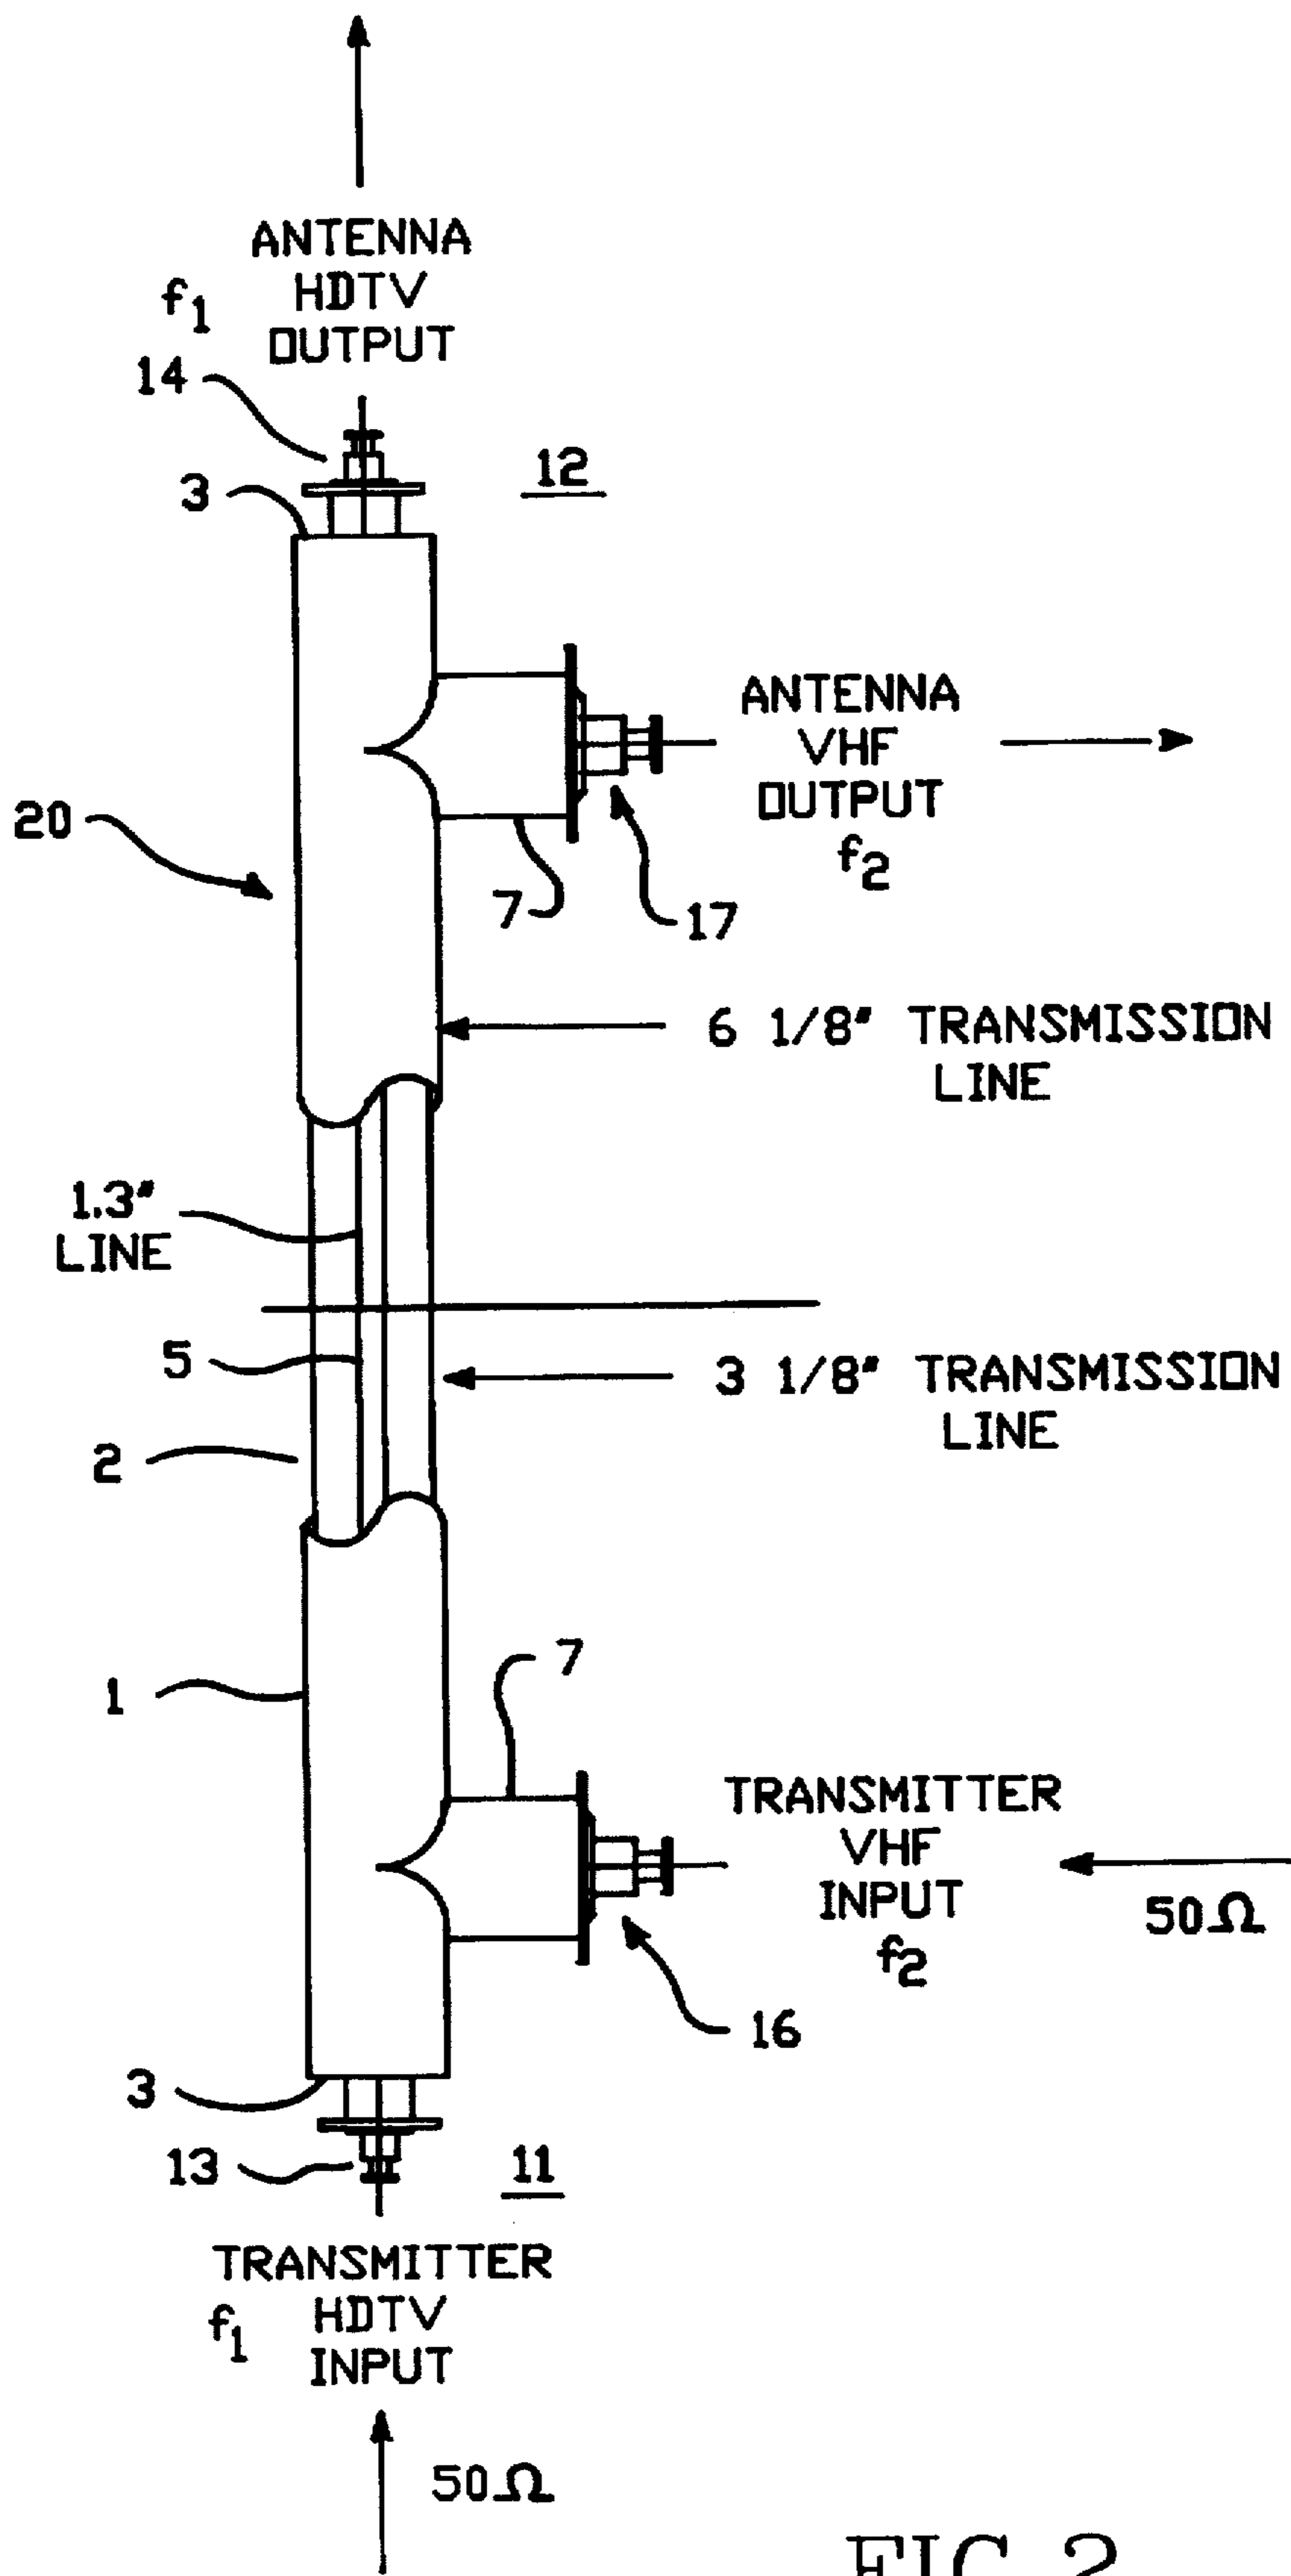 ANTENNA
f1 HDTV
OUTPUT
14
12
3
ANTENNA
VHF
OUTPUT
f2
20
7
17
6 1/8" TRANSMISSION
LINE
1.3"
LINE
5
3 1/8" TRANSMISSION
LINE
2
7
1
TRANSMITTER
VHF
INPUT
f2
50Ω
16
3
13
11
TRANSMITTER
f1 HDTV
INPUT
50Ω
FIG. 2